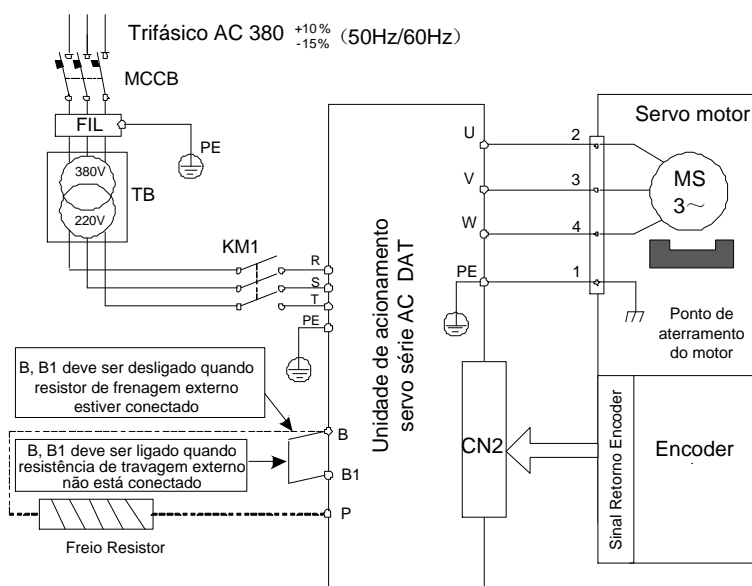 Trifásico AC 380 +10% -15% (50Hz/60Hz)
MCCB
FIL
PE
380V
220V
TB
KM1
R
S
T
PE
B, B1 deve ser desligado quando
resistor de frenagem externo
estiver conectado
B, B1 deve ser ligado quando
resistência de travagem externo
não está conectado
B
B1
P
Freio Resistor
Unidade de acionamento
servo série AC DAT
U
V
W
PE
2
3
4
1
Servo motor
MS
3～
Ponto de
aterramento
do motor
CN2
Sinal Retorno Encoder
Encoder